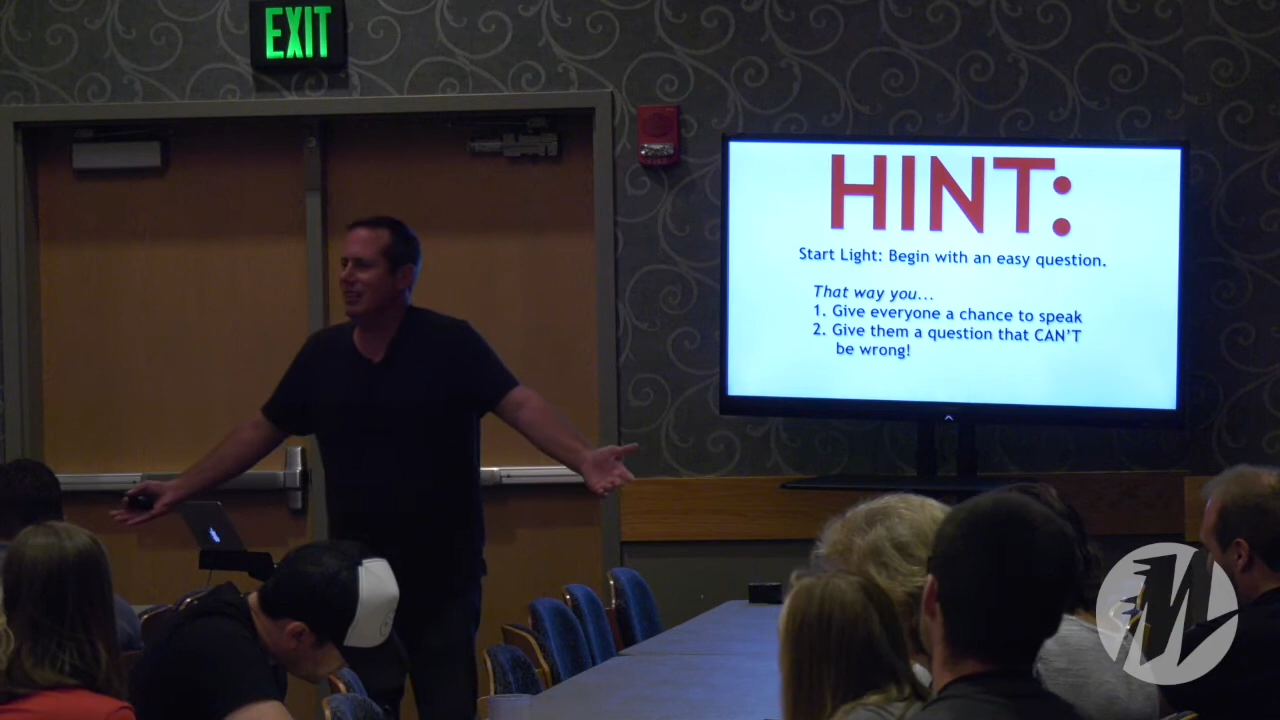 EXIT
HINT:
Start Light: Begin with an easy question.
That way you...
1. Give everyone a chance to speak
2. Give them a question that CAN'T
be wrong!
M